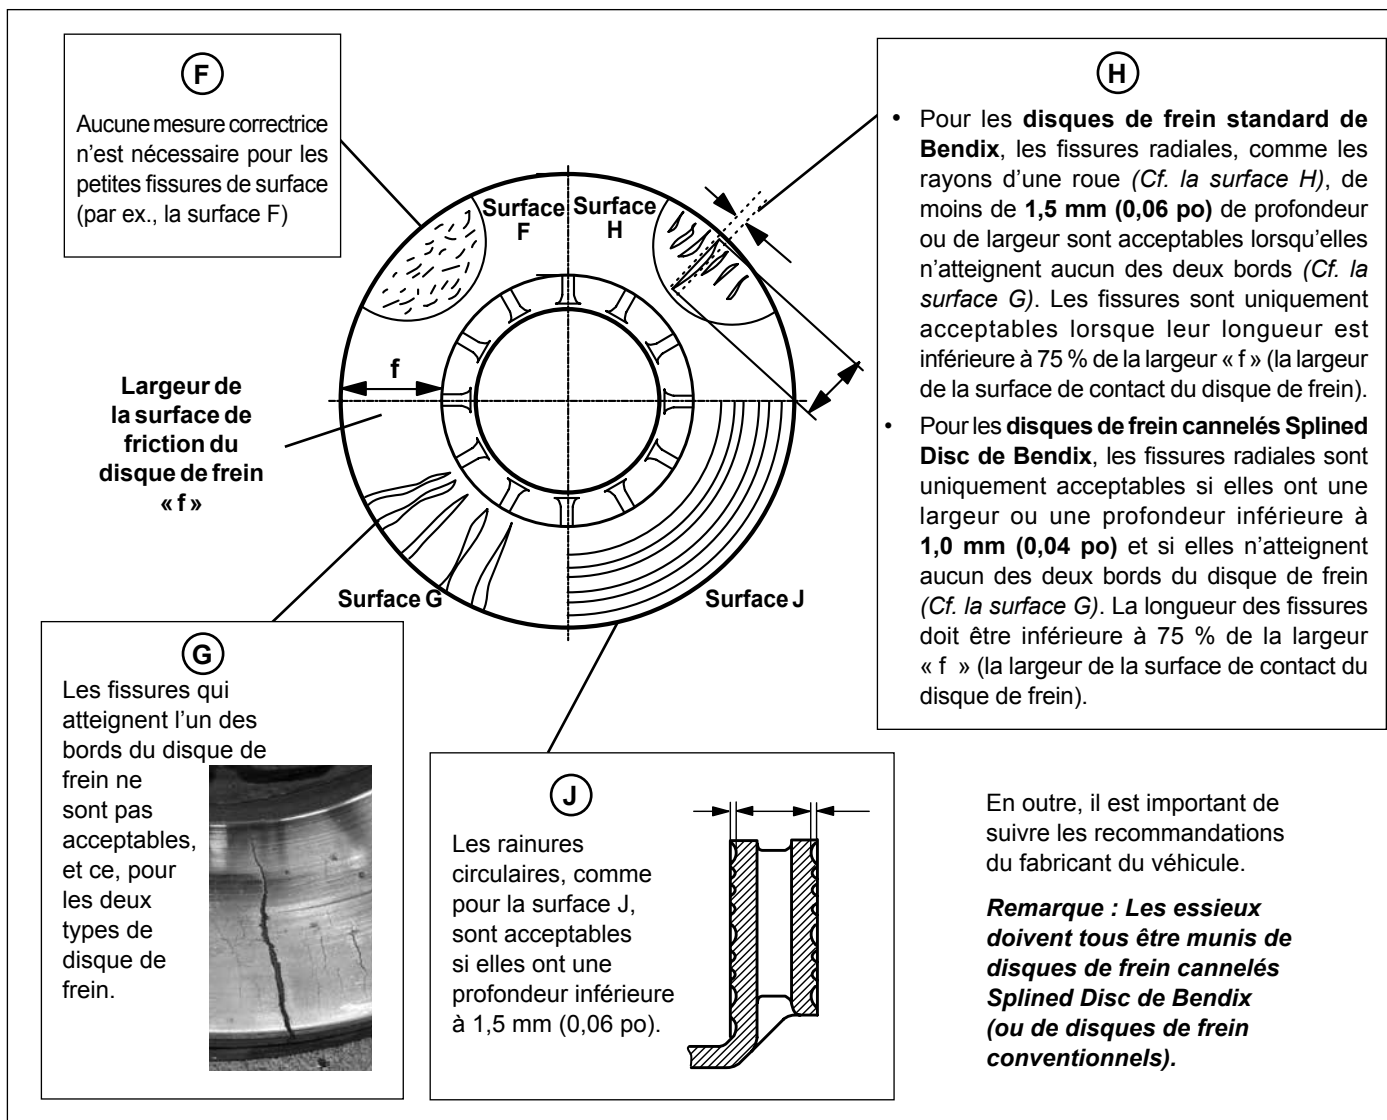 F
Aucune mesure correctrice
n'est nécessaire pour les
petites fissures de surface
(par ex., la surface F)
Surface
F
Surface
H
f
Largeur de
la surface de
friction du
disque de frein
« f »
Surface G
Surface J
H
• Pour les disques de frein standard de
Bendix, les fissures radiales, comme les
rayons d'une roue (Cf. la surface H), de
moins de 1,5 mm (0,06 po) de profondeur
ou de largeur sont acceptables lorsqu'elles
n'atteignent aucun des deux bords (Cf. la
surface G). Les fissures sont uniquement
acceptables lorsque leur longueur est
inférieure à 75 % de la largeur « f » (la largeur
de la surface de contact du disque de frein).
• Pour les disques de frein cannelés Splined
Disc de Bendix, les fissures radiales sont
uniquement acceptables si elles ont une
largeur ou une profondeur inférieure à
1,0 mm (0,04 po) et si elles n'atteignent
aucun des deux bords du disque de frein
(Cf. la surface G). La longueur des fissures
doit être inférieure à 75 % de la largeur
« f » (la largeur de la surface de contact du
disque de frein).
G
Les fissures qui
atteignent l'un des
bords du disque de
frein ne
sont pas
acceptables,
et ce, pour
les deux
types de
disque de
frein.
J
Les rainures
circulaires, comme
pour la surface J,
sont acceptables
si elles ont une
profondeur inférieure
à 1,5 mm (0,06 po).
En outre, il est important de
suivre les recommandations
du fabricant du véhicule.
Remarque : Les essieux
doivent tous être munis de
disques de frein cannelés
Splined Disc de Bendix
(ou de disques de frein
conventionnels).